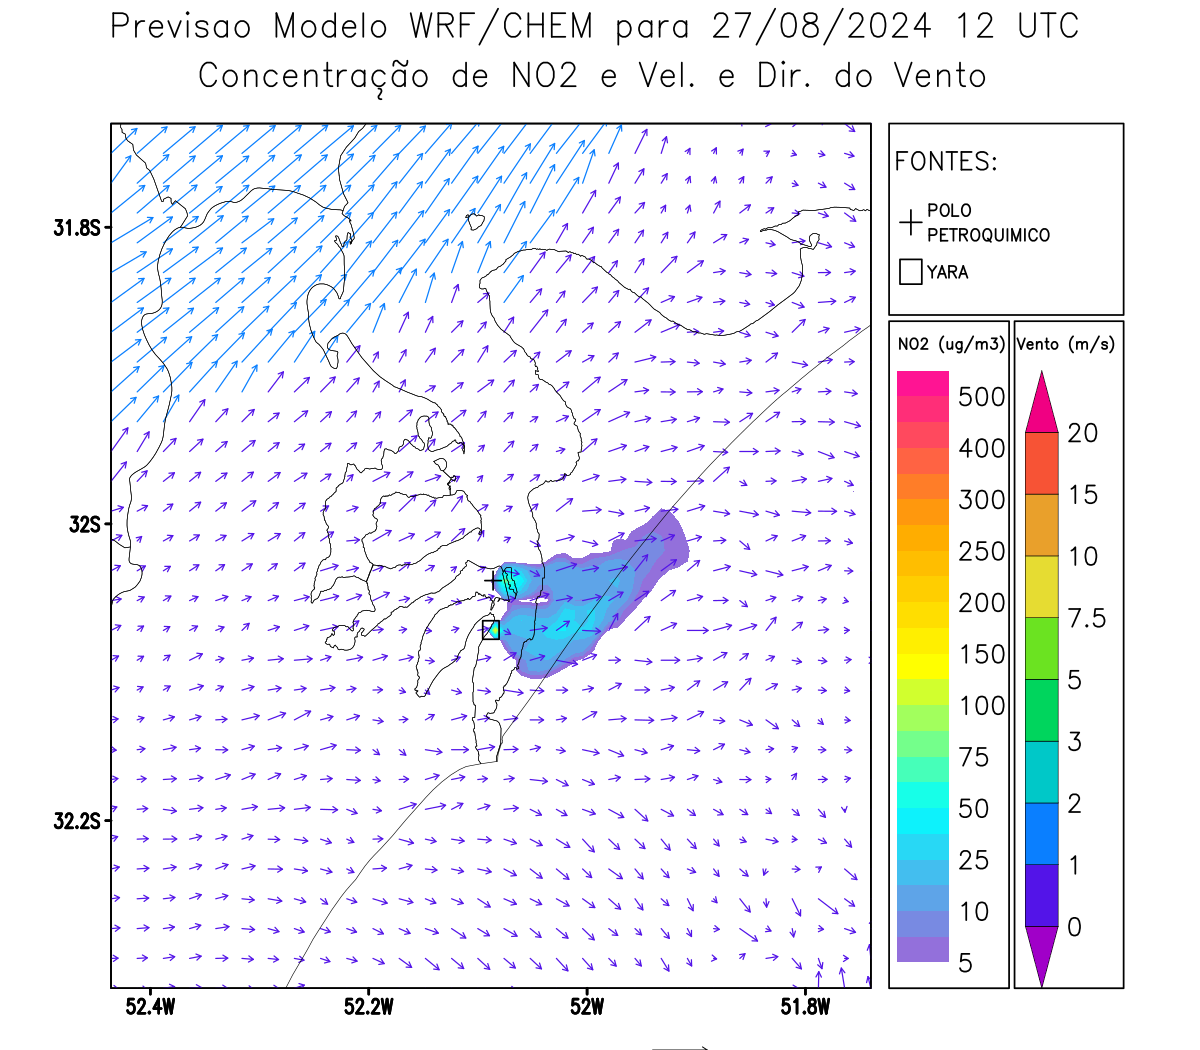 Previsao Modelo WRF/CHEM para 27/08/2024 12 UTC
Concentração de NO2 e Vel. e Dir. do Vento
FONTES:
POLO
PETROQUIMICO
YARA
NO2 (ug/m3)
500
400
300
250
200
150
100
75
50
25
10
5
Vento (m/s)
20
15
10
7.5
5
3
2
1
0
31.8S
32S
32.2S
52.4W
52.2W
52W
51.8W